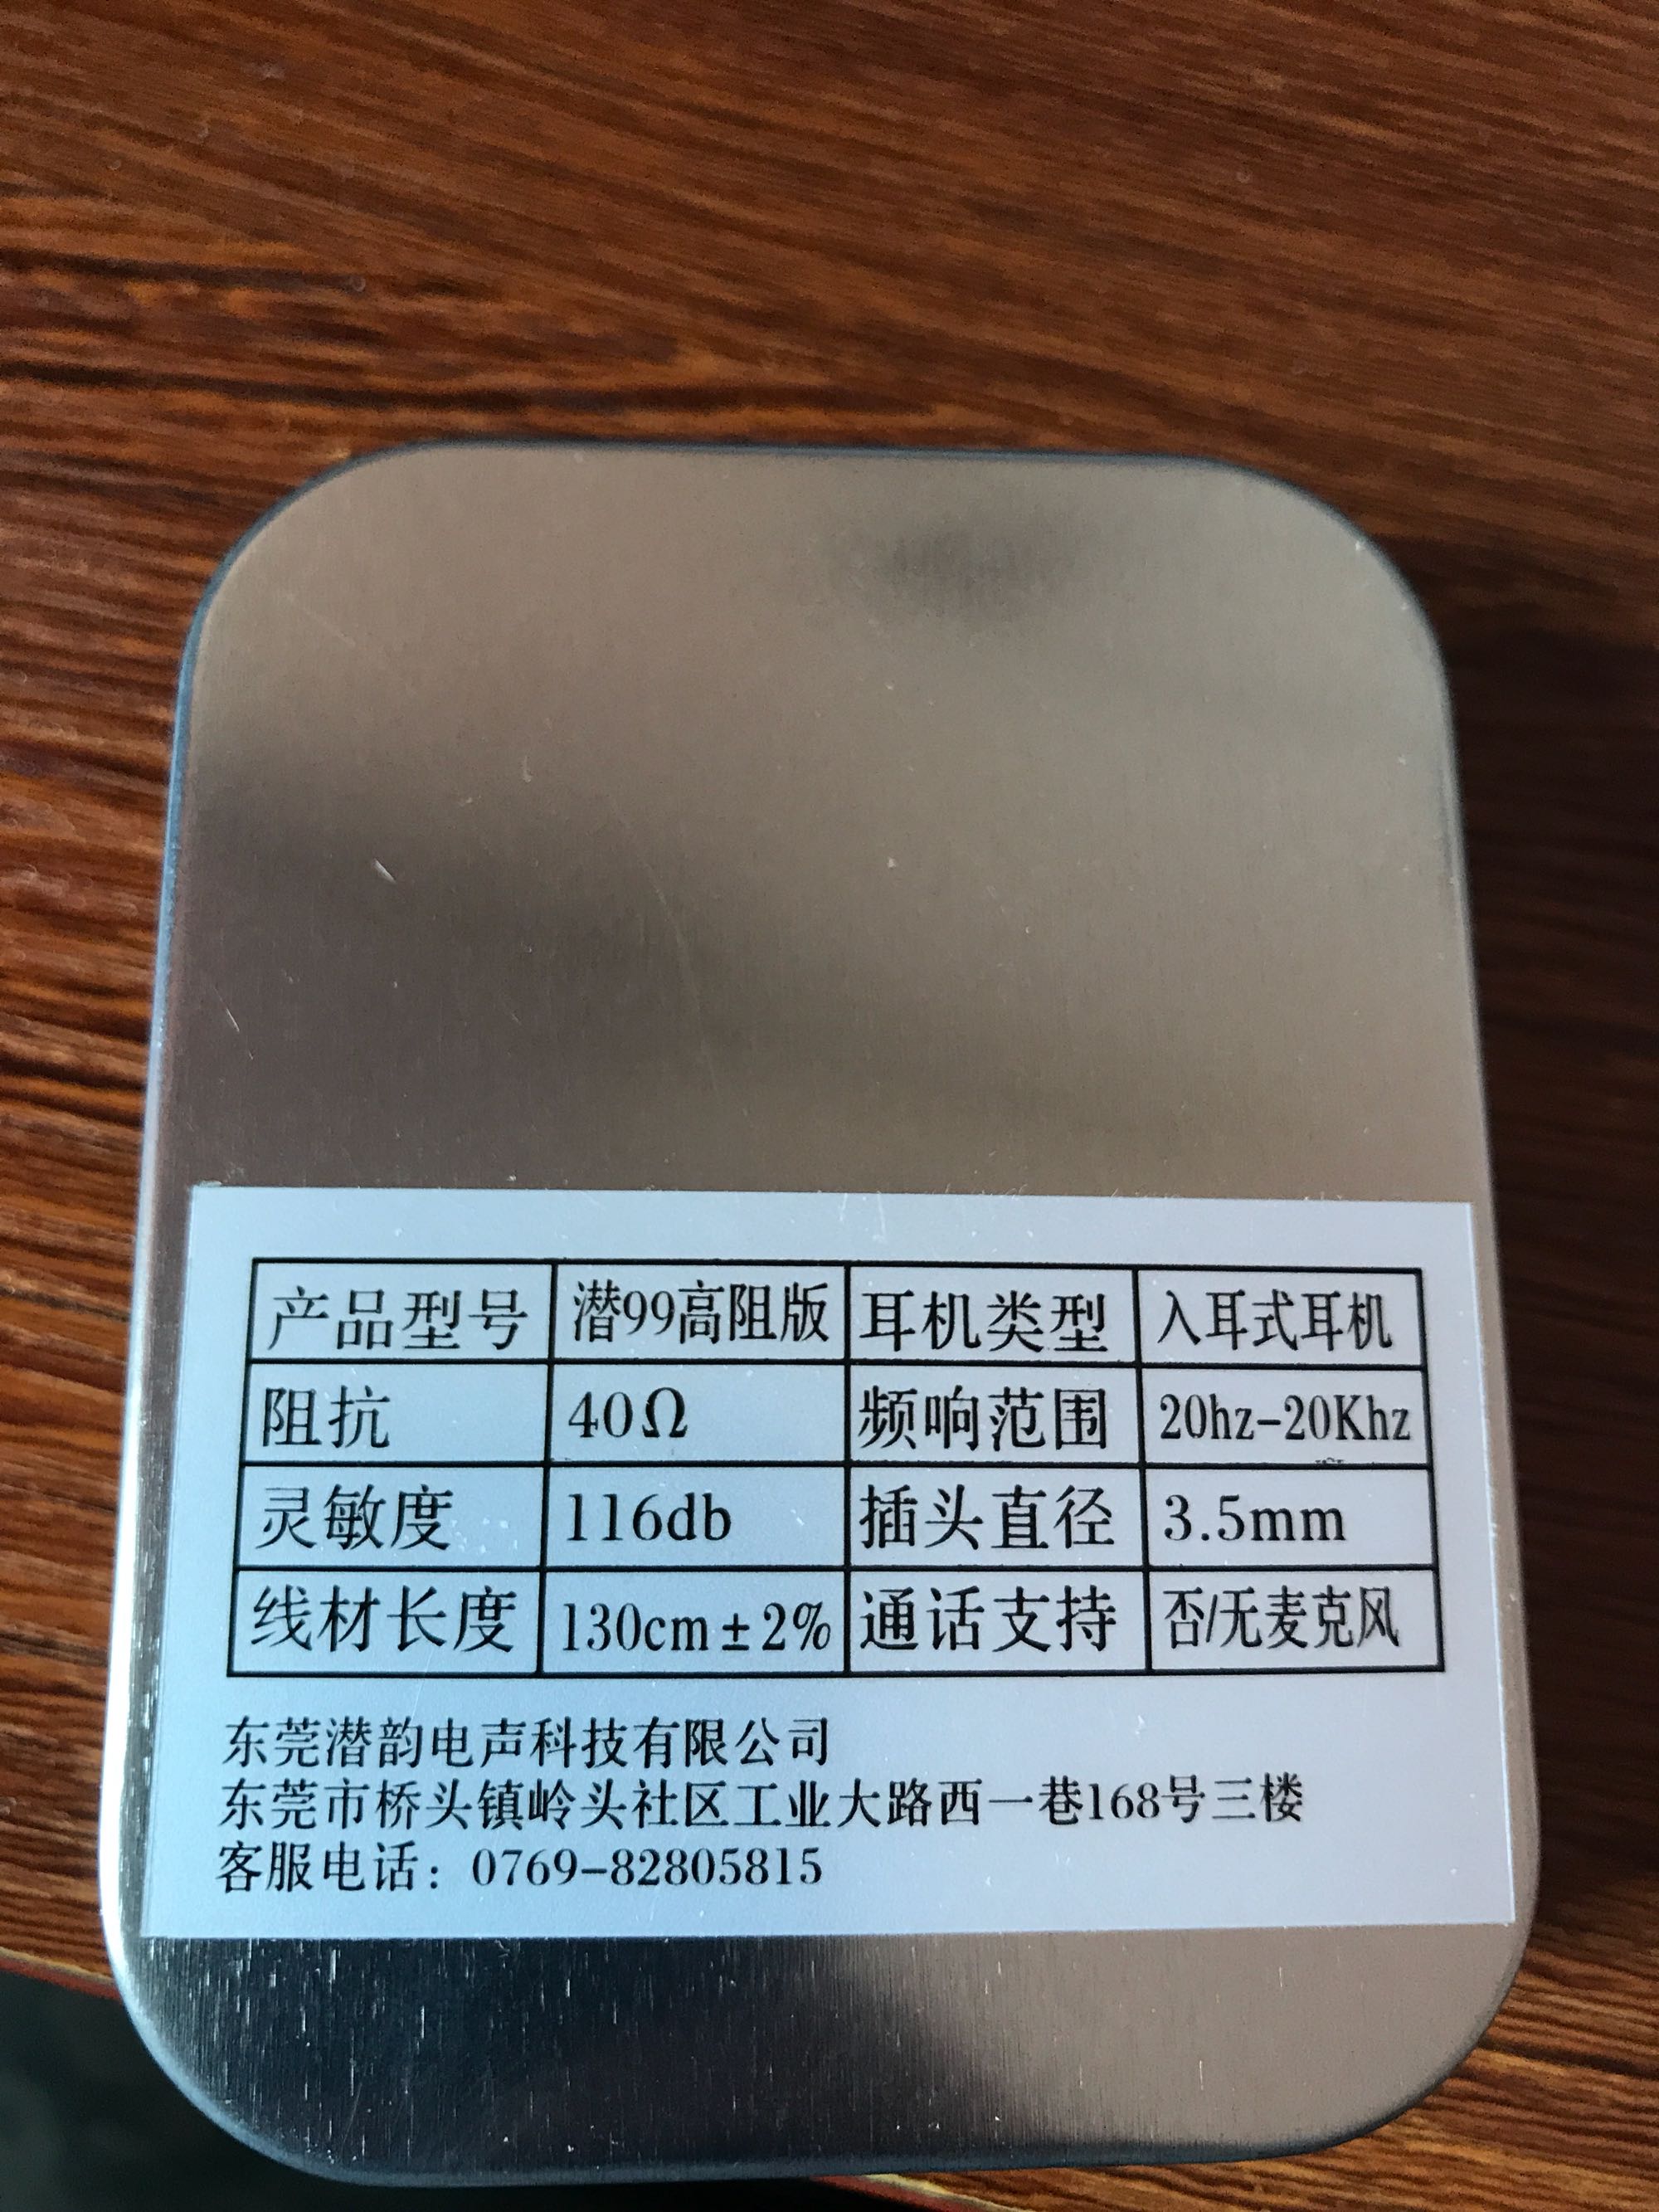 产品型号 潜99高阻版 耳机类型 入耳式耳机
阻抗 40Ω 频响范围 20hz-20Khz
灵敏度 116db 插头直径 3.5mm
线材长度 130cm±2% 通话支持 否/无麦克风
东莞潜韵电声科技有限公司
东莞市桥头镇岭头社区工业大路西一巷168号三楼
客服电话：0769-82805815